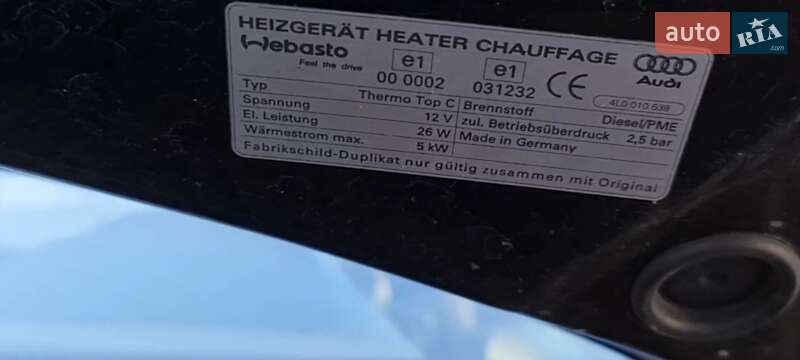 HEIZGERÄT HEATER CHAUFFAGE
Webasto
Feel the drive
e1
00 0002
e1
031232
CE
Audi
4L0 010 539
Typ Thermo Top C
Spannung 12 V
El. Leistung 26 W
Wärmestrom max. 5 kW
Brennstoff Diesel/PME
zul. Betriebsüberdruck 2,5 bar
Made in Germany
Fabrikschild-Duplikat nur gültig zusammen mit Original
auto RIA.com